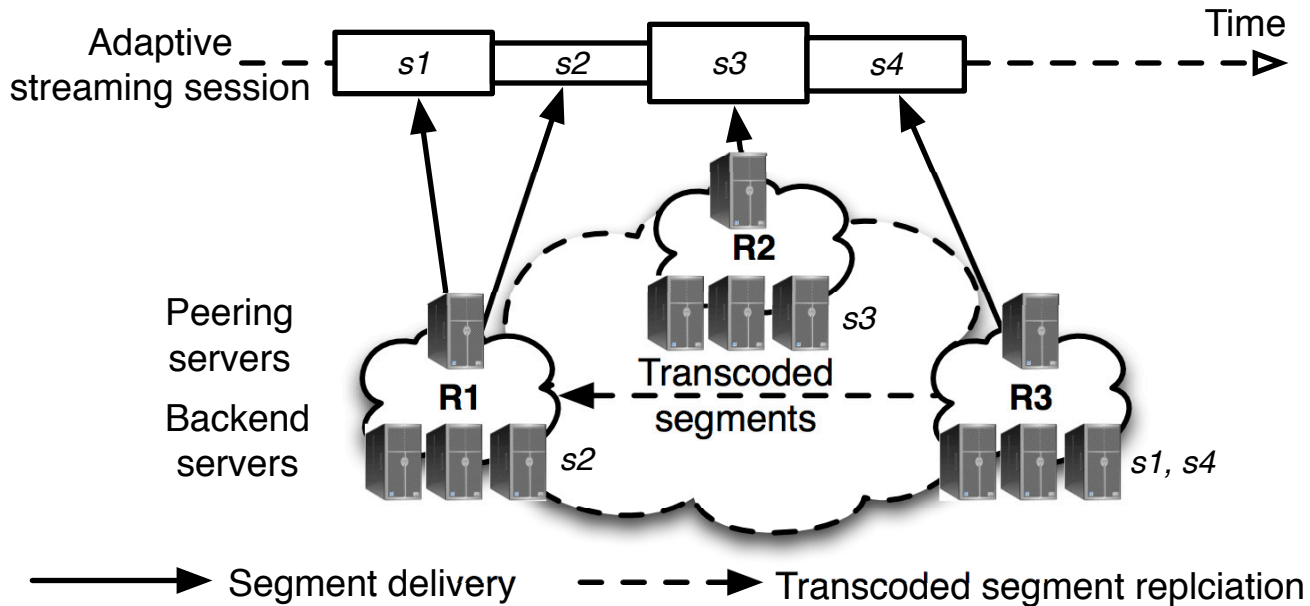 Time
Adaptive
streaming session
s1
s2
s3
s4
R2
s3
Peering
servers
Transcoded
segments
R1
R3
Backend
servers
s2
s1, s4
Segment delivery
Transcoded segment replciation